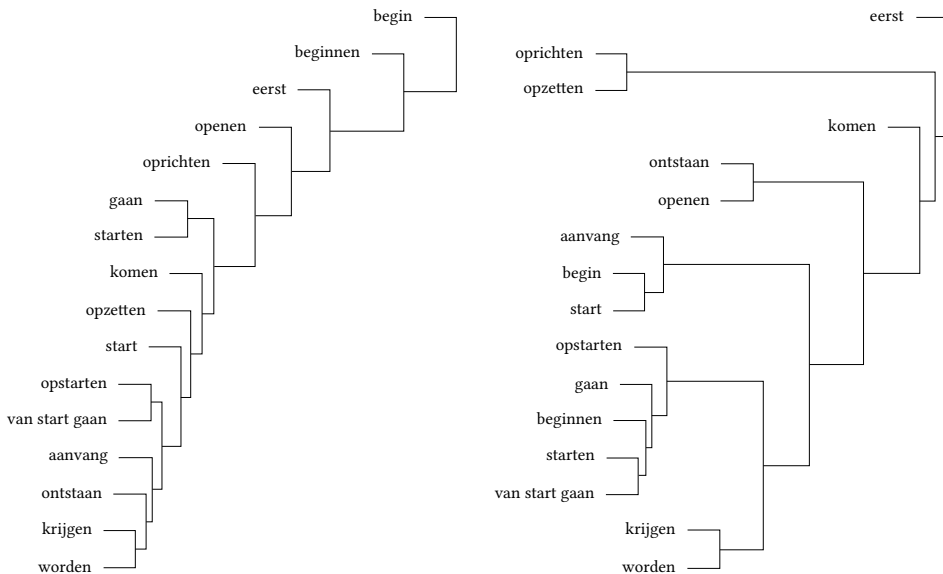 begin
beginnen
eerst
openen
oprichten
gaan
starten
komen
opzetten
start
opstarten
van start gaan
aanvang
ontstaan
krijgen
worden
eerst
oprichten
opzetten
komen
ontstaan
openen
aanvang
begin
start
opstarten
gaan
beginnen
starten
van start gaan
krijgen
worden